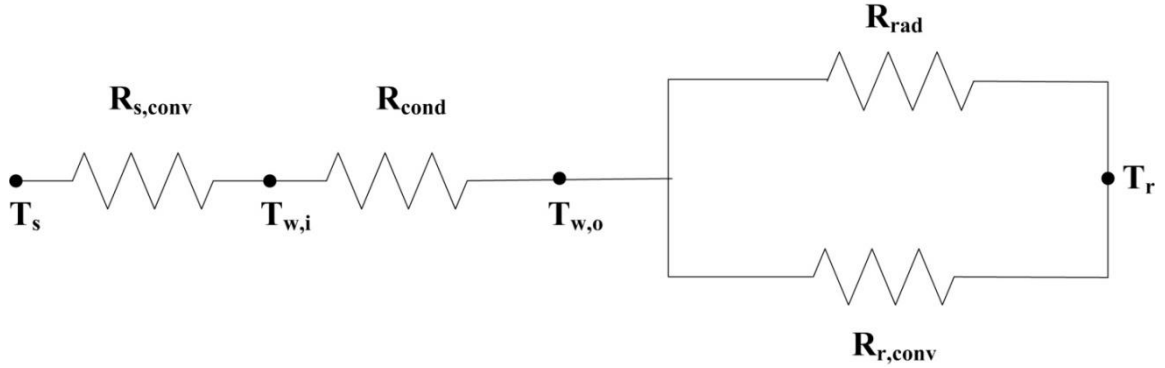 R_rad
R_s,conv
R_cond
T_s
T_w,i
T_w,o
T_r
R_r,conv